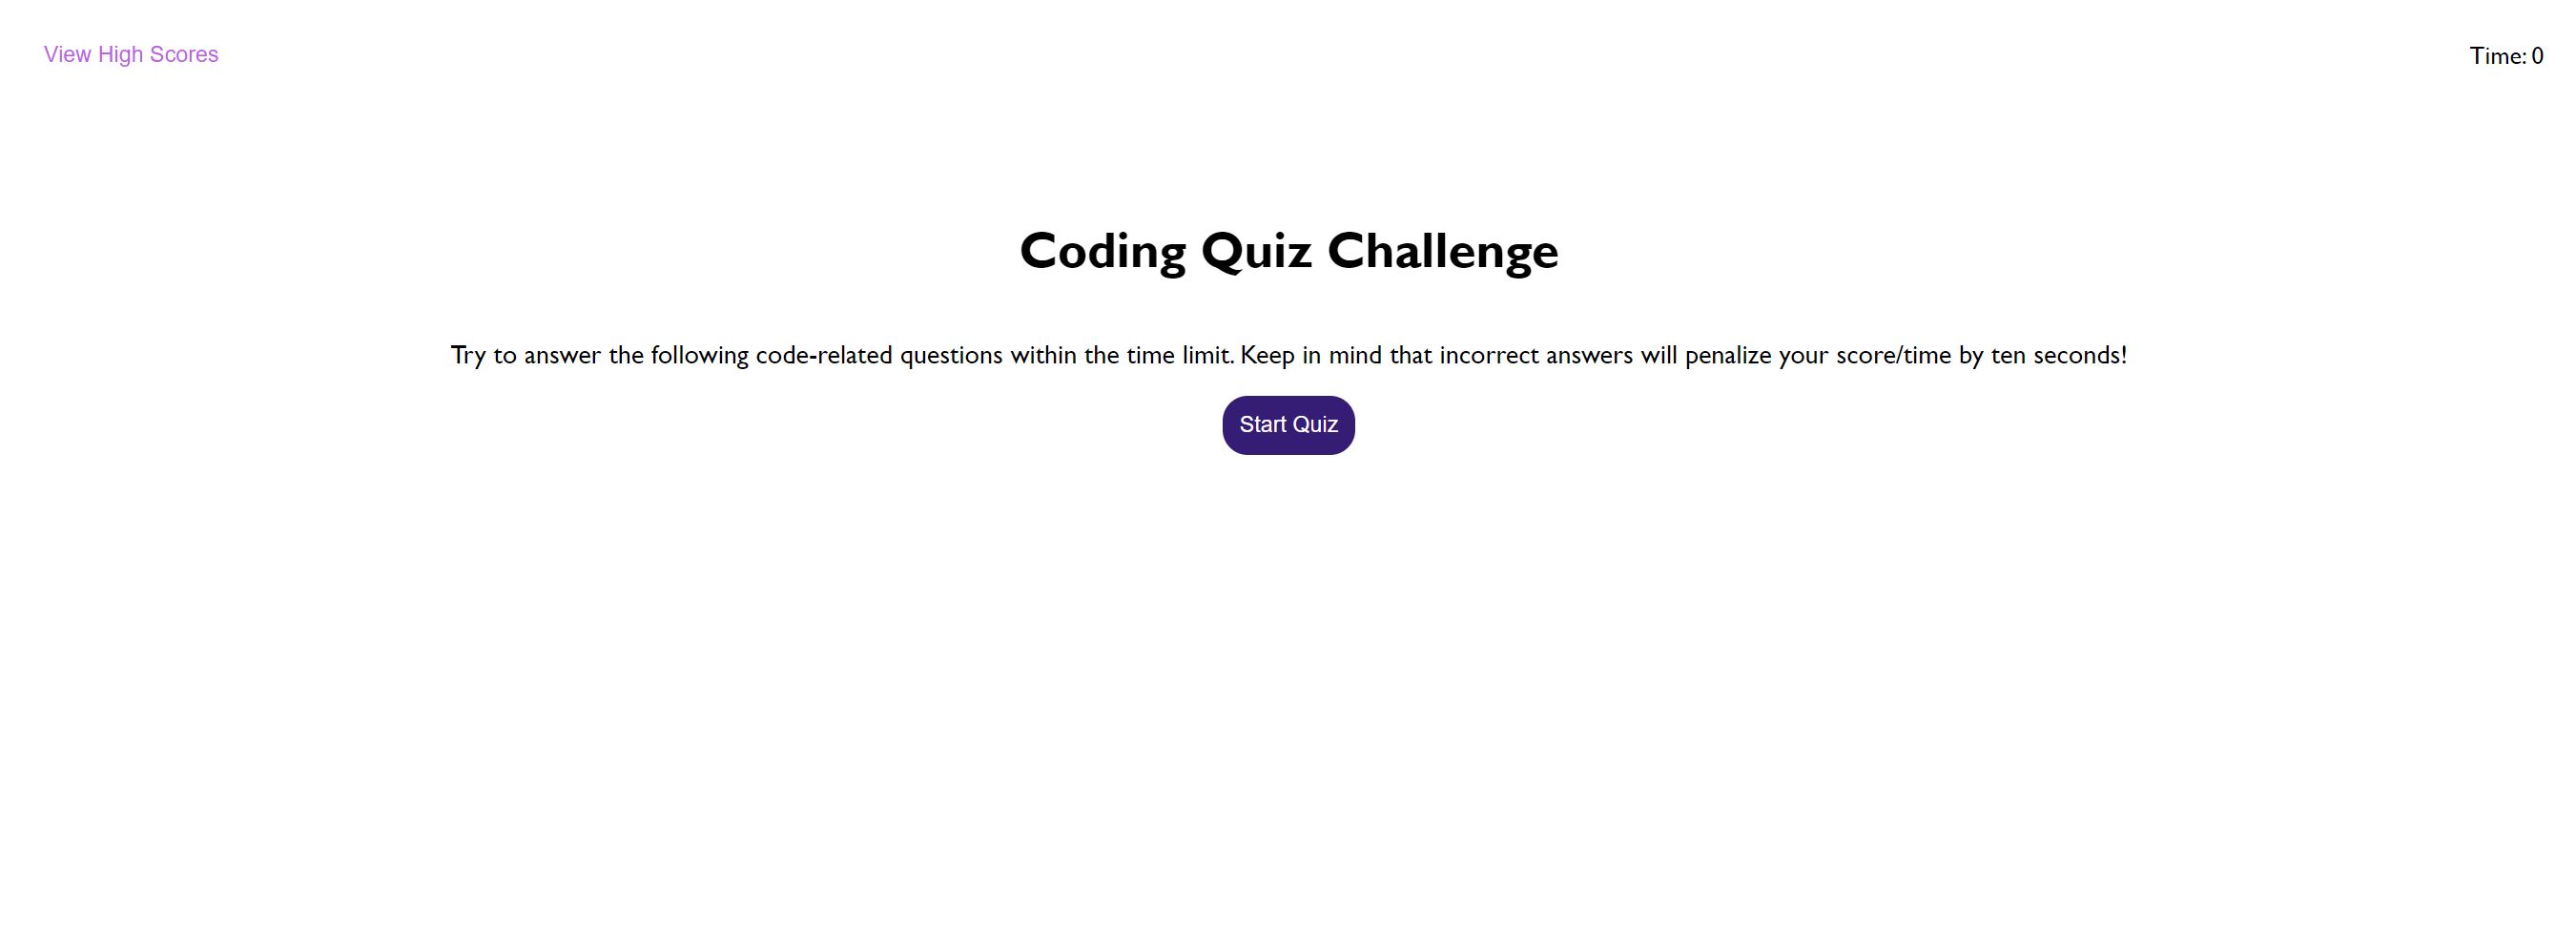 View High Scores
Time: 0
Coding Quiz Challenge
Try to answer the following code-related questions within the time limit. Keep in mind that incorrect answers will penalize your score/time by ten seconds!
Start Quiz